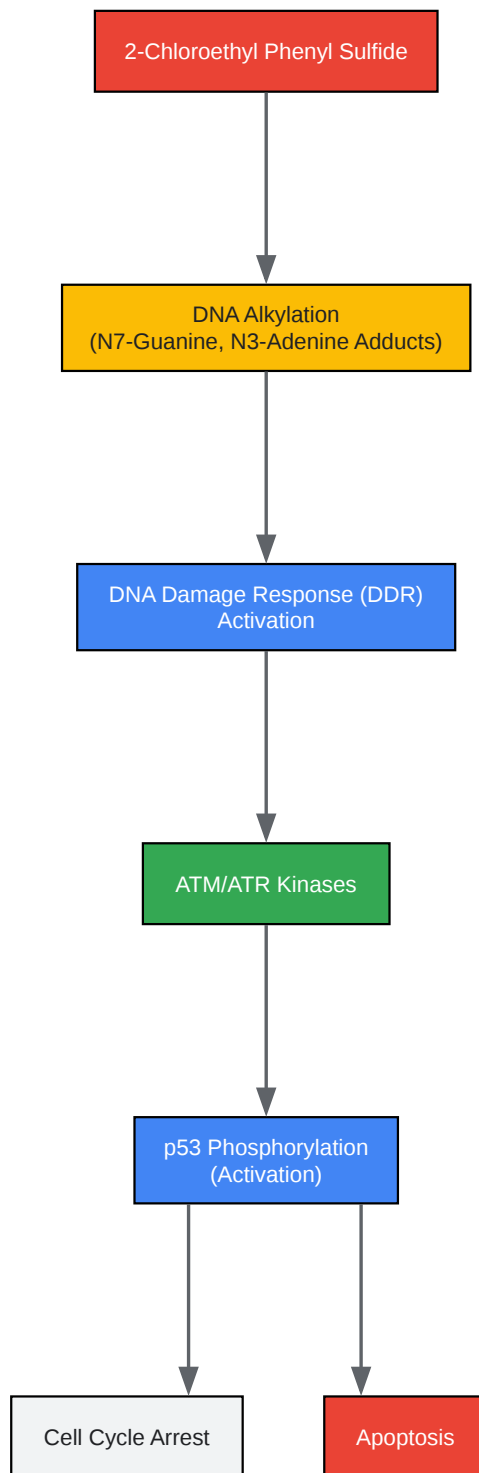 2-Chloroethyl Phenyl Sulfide
DNA Alkylation
(N7-Guanine, N3-Adenine Adducts)
DNA Damage Response (DDR)
Activation
ATM/ATR Kinases
p53 Phosphorylation
(Activation)
Cell Cycle Arrest
Apoptosis